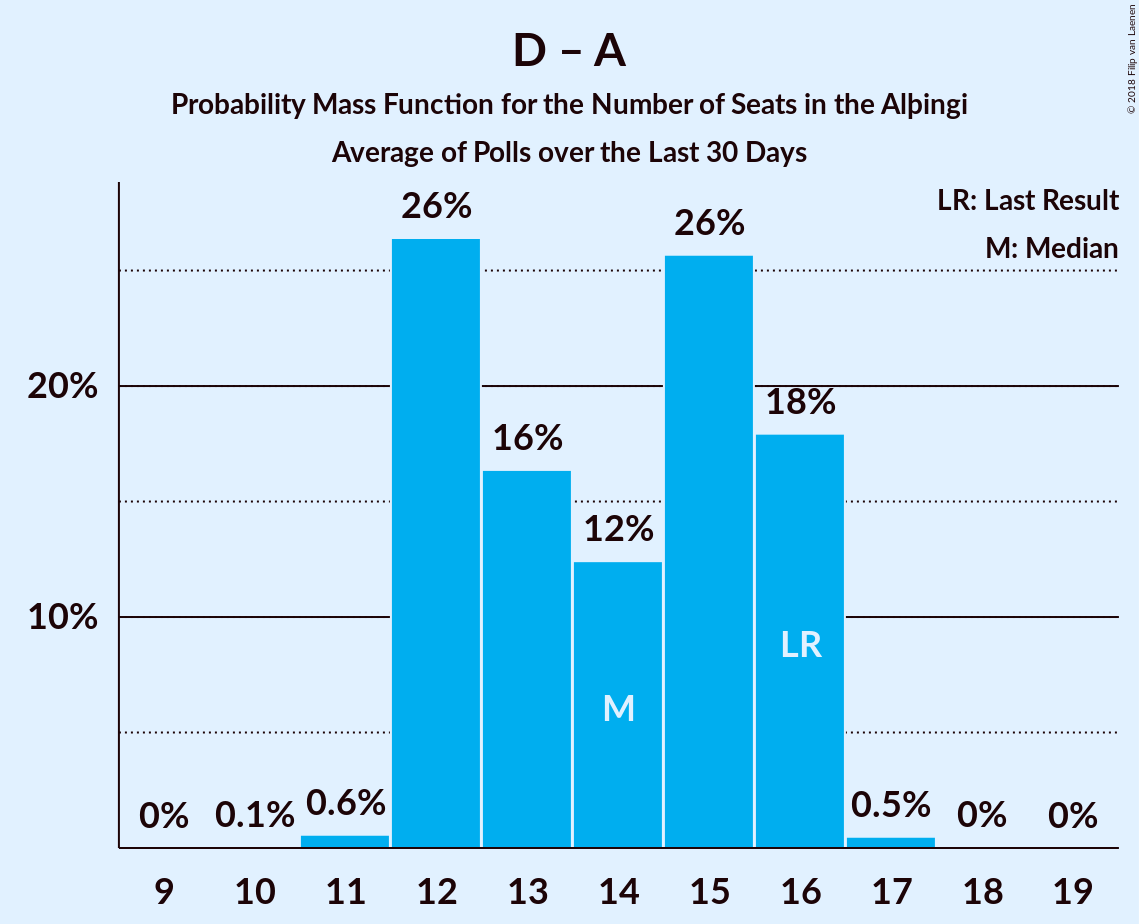 D – A
Probability Mass Function for the Number of Seats in the Alþingi
Average of Polls over the Last 30 Days
© 2018 Filip van Laenen
LR: Last Result
M: Median
26%
26%
20%
18%
16%
12%
10%
LR
M
0% 0.1% 0.6% 0.5% 0% 0%
9 10 11 12 13 14 15 16 17 18 19